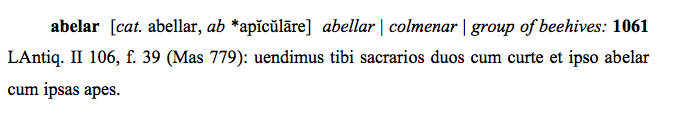 abelar [cat. abellar, ab *apĭcŭlāre] abellar | colmenar | group of beehives: 1061
LAntiq. II 106, f. 39 (Mas 779): uendimus tibi sacrarios duos cum curte et ipso abelar
cum ipsas apes.